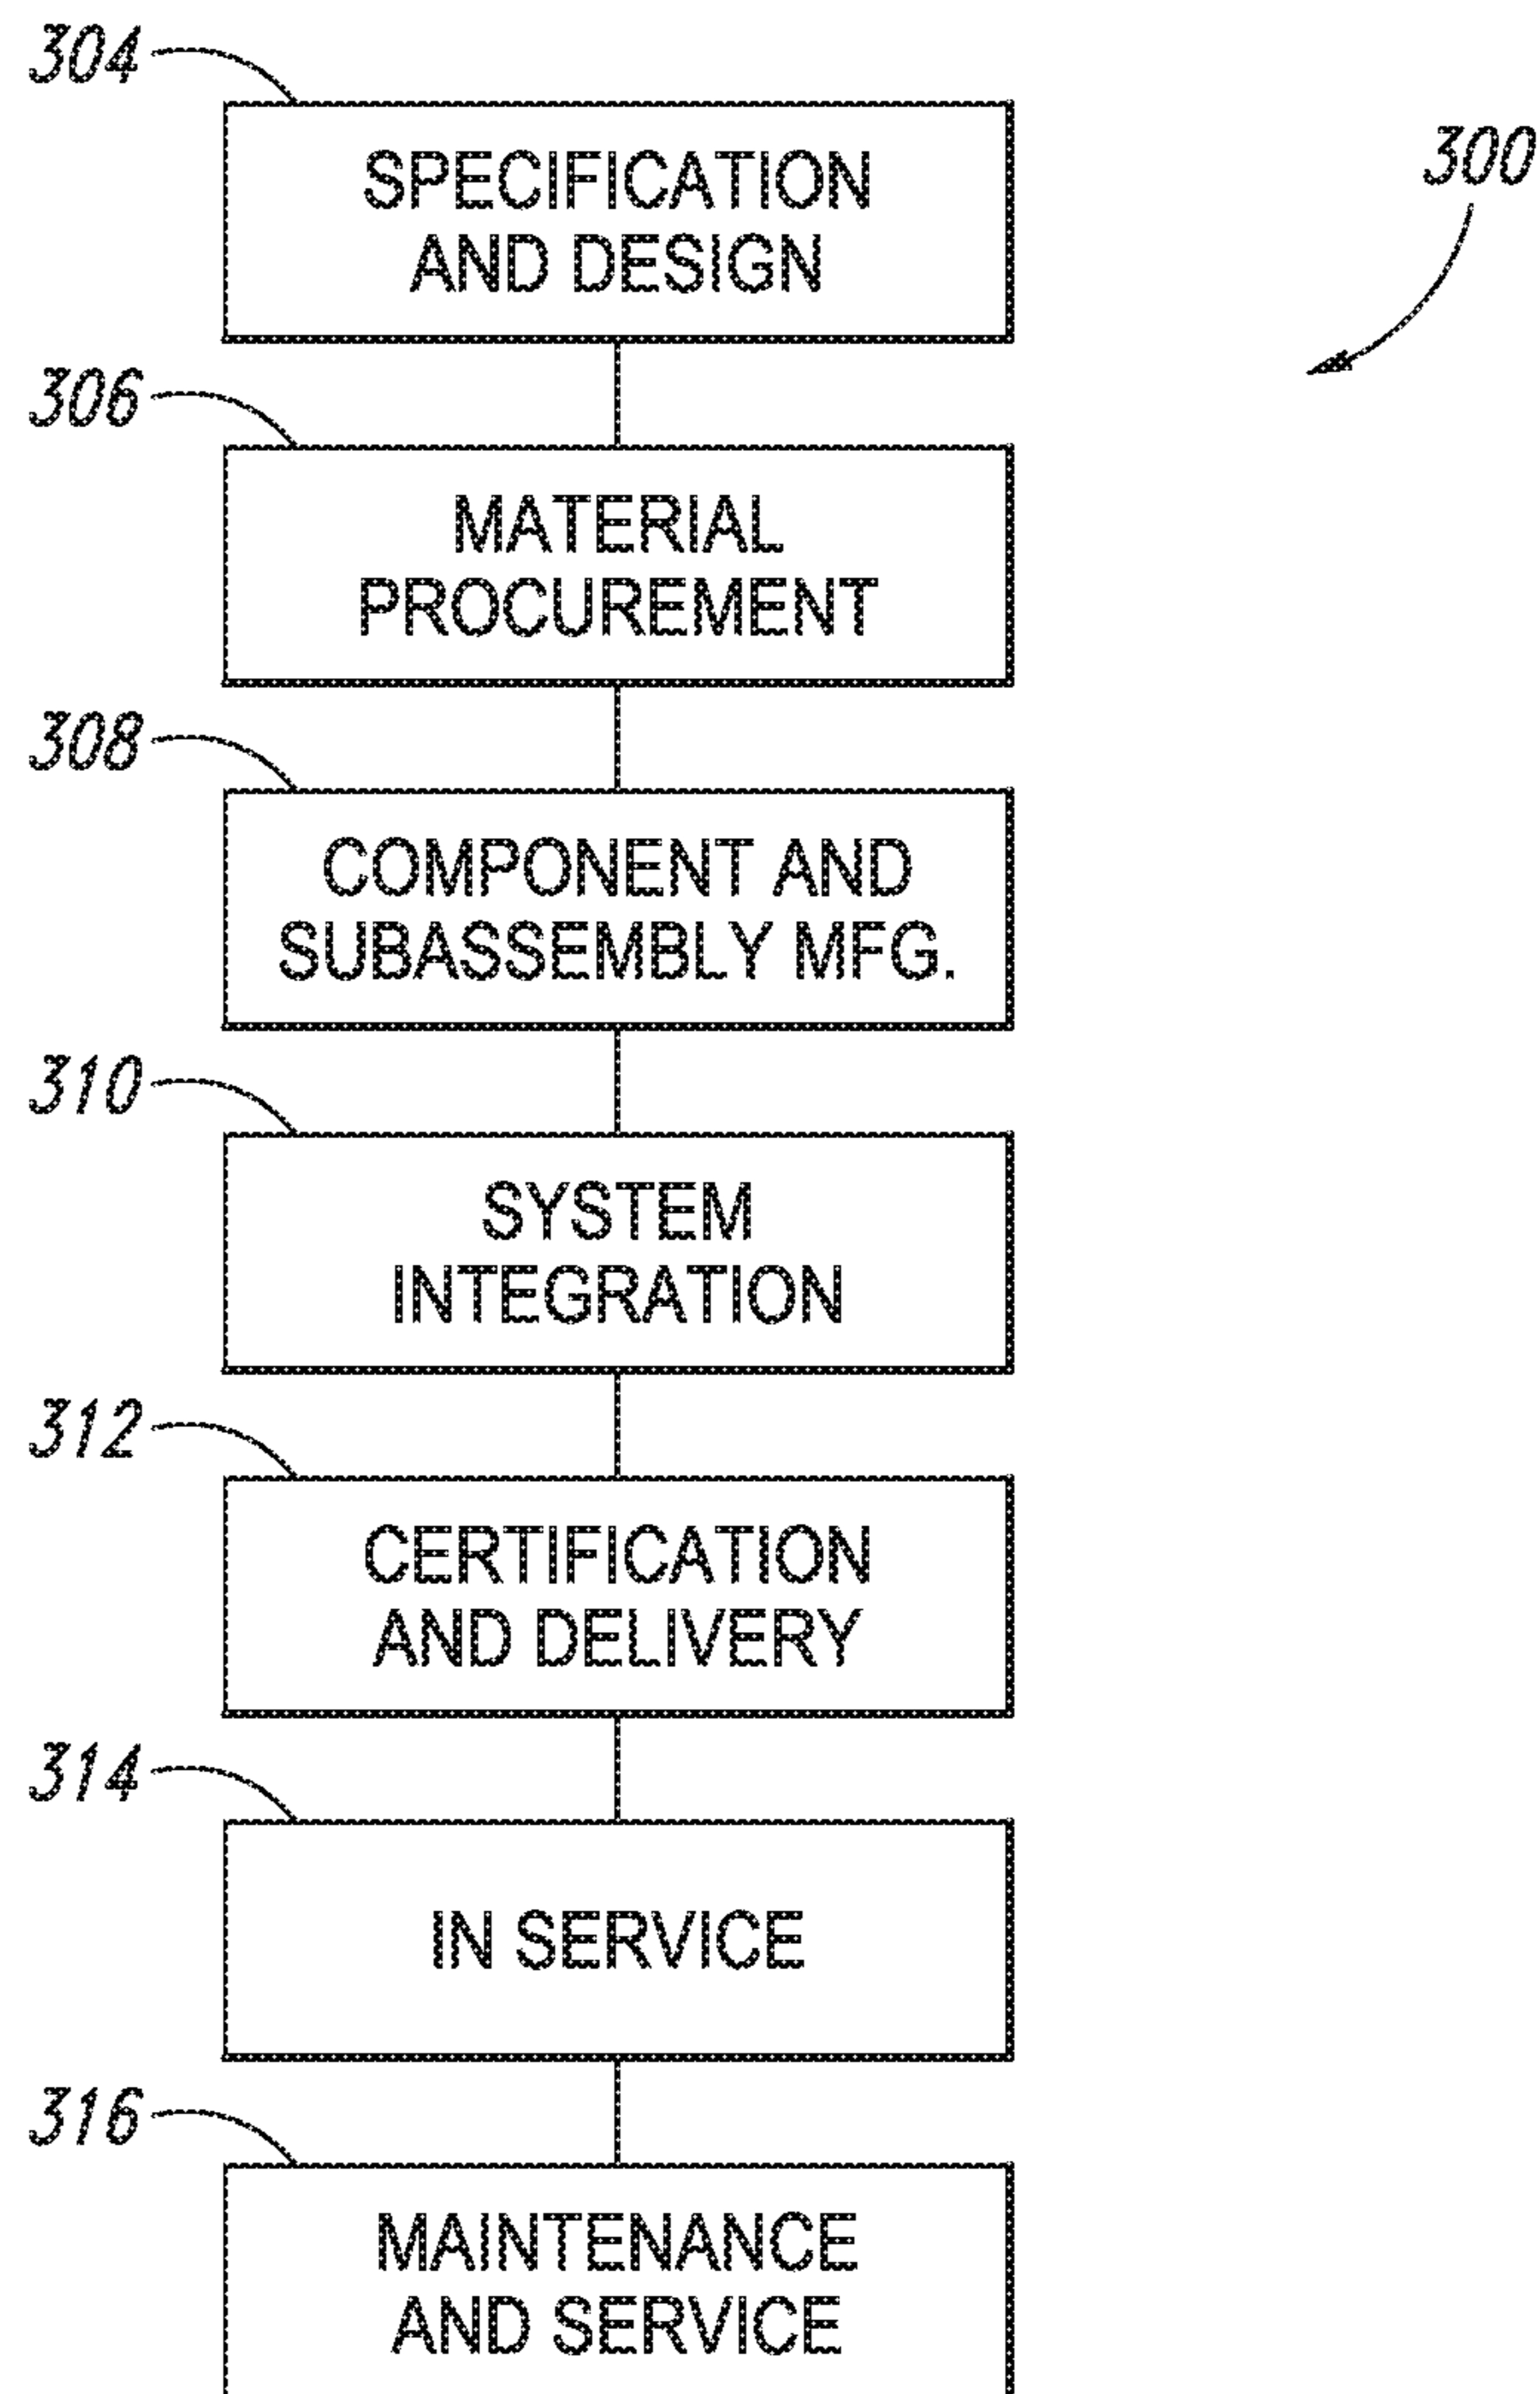 304
SPECIFICATION
AND DESIGN
300
306
MATERIAL
PROCUREMENT
308
COMPONENT AND
SUBASSEMBLY MFG.
310
SYSTEM
INTEGRATION
312
CERTIFICATION
AND DELIVERY
314
IN SERVICE
316
MAINTENANCE
AND SERVICE